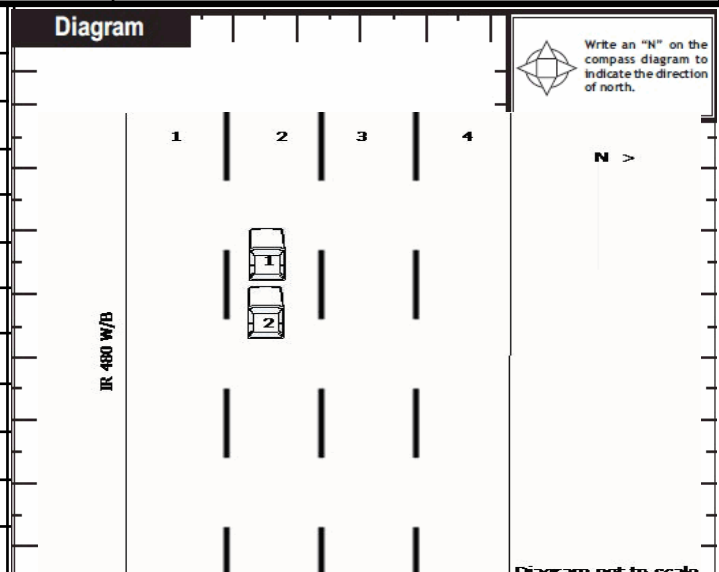 Diagram
Write an “N” on the
compass diagram to
indicate the direction
of north.
1 2 3 4
N >
1
2
IR 480 W/B
Diagram not to scale